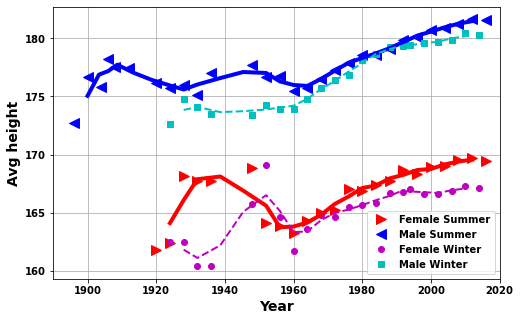 Avg height
180
175
170
165
160
Female Summer
Male Summer
Female Winter
Male Winter
1900
1920
1940
1960
1980
2000
2020
Year